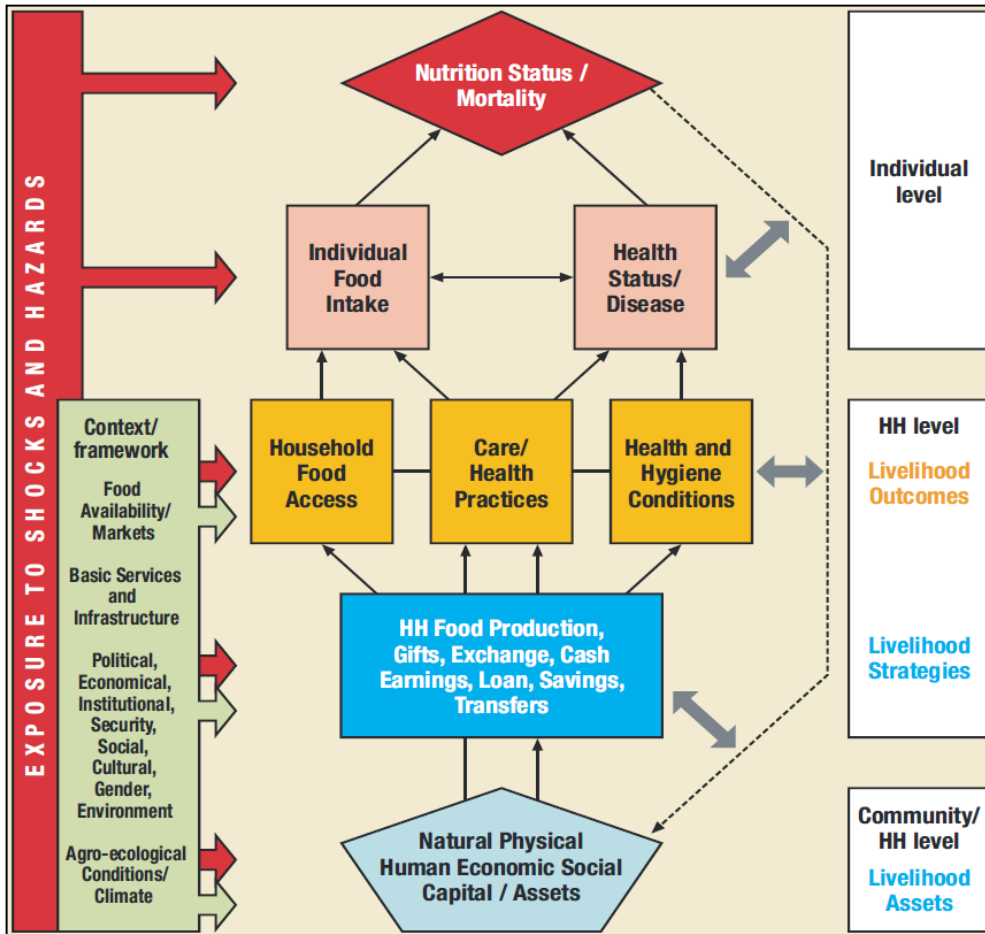 EXPOSURE TO SHOCKS AND HAZARDS
Nutrition Status /
Mortality
Individual
level
Individual
Food
Intake
Health
Status/
Disease
Context/
framework
Food
Availability/
Markets
Basic Services
and
Infrastructure
Political,
Economical,
Institutional,
Security,
Social,
Cultural,
Gender,
Environment
Agro-ecological
Conditions/
Climate
Household
Food
Access
Care/
Health
Practices
Health and
Hygiene
Conditions
HH level
Livelihood
Outcomes
HH Food Production,
Gifts, Exchange, Cash
Earnings, Loan, Savings,
Transfers
Livelihood
Strategies
Natural Physical
Human Economic Social
Capital / Assets
Community/
HH level
Livelihood
Assets